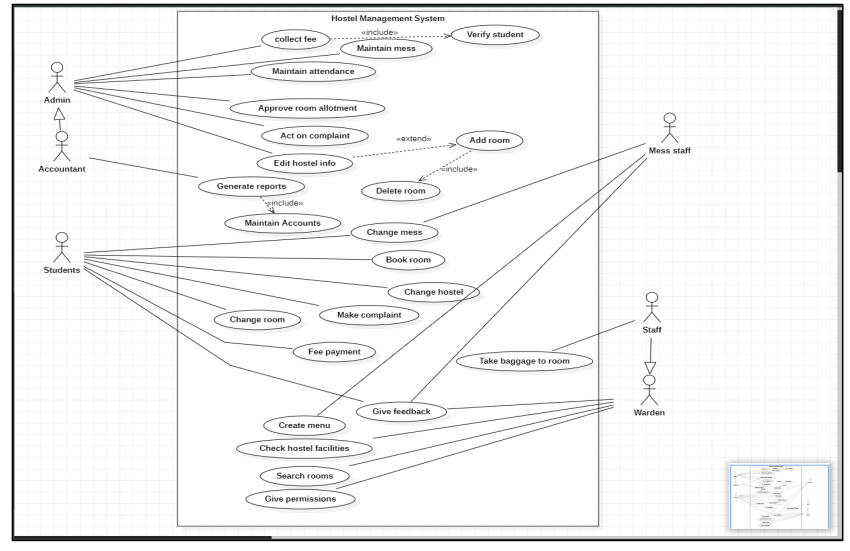 Hostel Management System
collect fee
«include»
Verify student
Maintain mess
Maintain attendance
Admin
Approve room allotment
Act on complaint
«extend»
Add room
Mess staff
Accountant
Edit hostel info
«include»
Generate reports
Delete room
«include»
Maintain Accounts
Change mess
Students
Book room
Change hostel
Change room
Make complaint
Staff
Fee payment
Take baggage to room
Give feedback
Warden
Create menu
Check hostel facilities
Search rooms
Give permissions